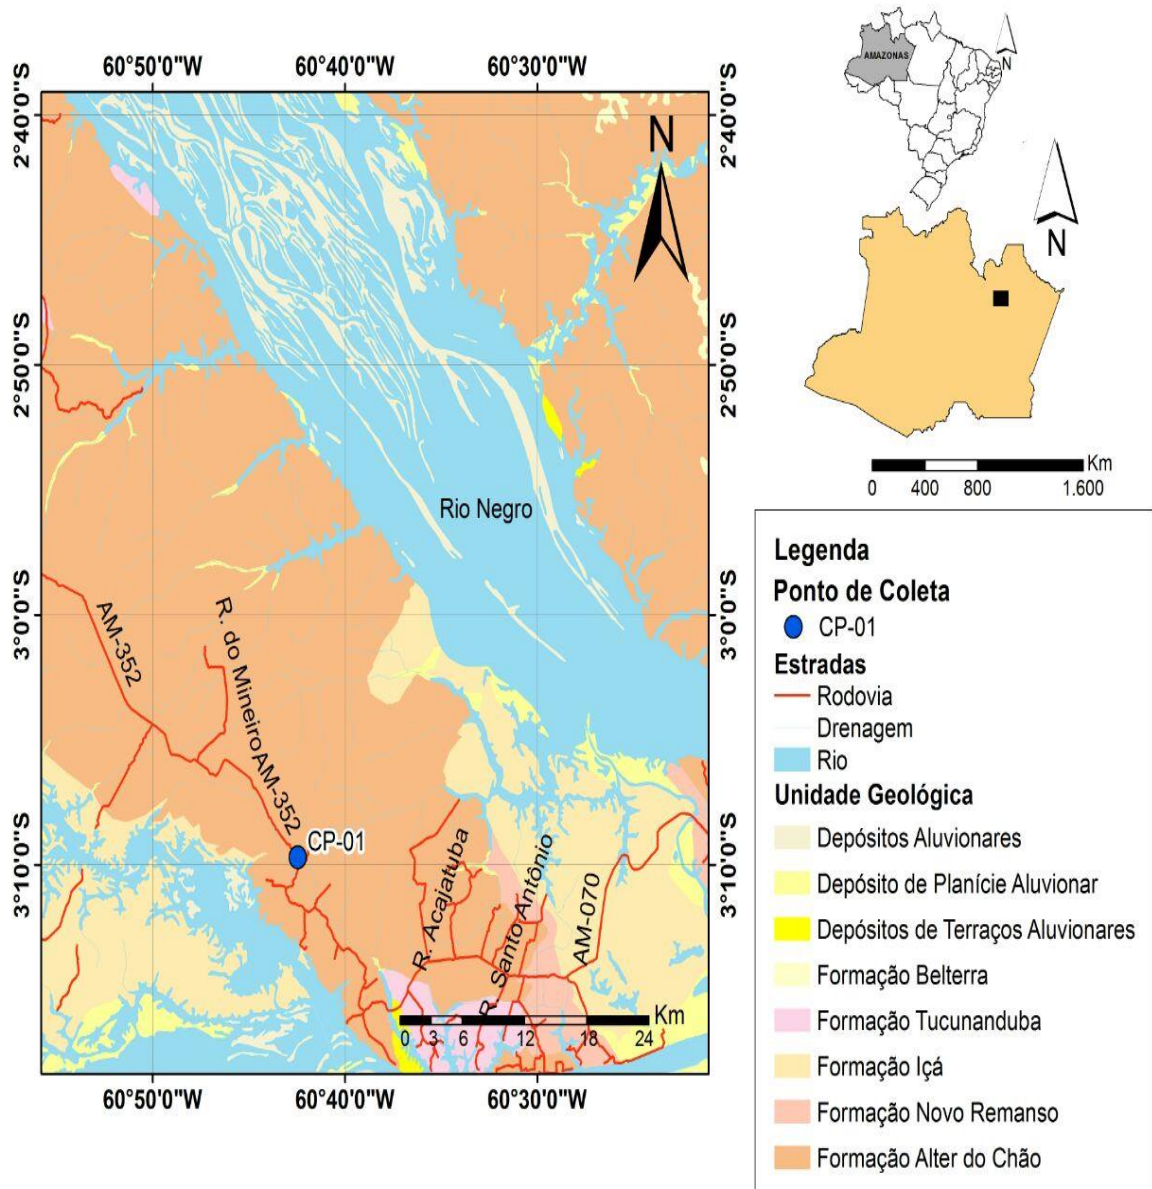 60°50'0"W
60°40'0"W
60°30'0"W
2°40'0"S
2°40'0"S
N
2°50'0"S
2°50'0"S
Rio Negro
3°0'0"S
3°0'0"S
AM-352
R. do Mineiro
AM-352
CP-01
3°10'0"S
3°10'0"S
R. Acajatuba
R. Santo Antônio
AM-070
Km
0 3 6 12 18 24
60°50'0"W
60°40'0"W
60°30'0"W
AMAZONAS
N
N
Km
0 400 800 1.600
Legenda
Ponto de Coleta
CP-01
Estradas
Rodovia
Drenagem
Rio
Unidade Geológica
Depósitos Aluvionares
Depósito de Planície Aluvionar
Depósitos de Terraços Aluvionares
Formação Belterra
Formação Tucunanduba
Formação Içá
Formação Novo Remanso
Formação Alter do Chão